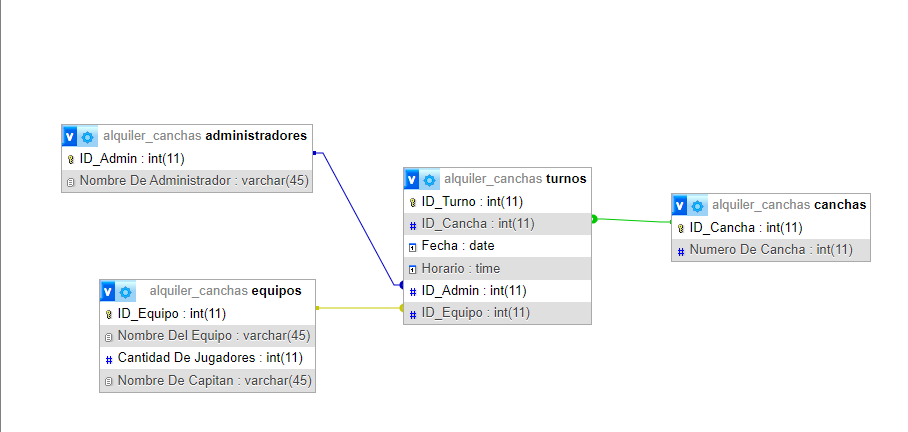 alquiler_canchas administradores
ID_Admin : int(11)
Nombre De Administrador : varchar(45)
alquiler_canchas equipos
ID_Equipo : int(11)
Nombre Del Equipo : varchar(45)
Cantidad De Jugadores : int(11)
Nombre De Capitan : varchar(45)
alquiler_canchas turnos
ID_Turno : int(11)
ID_Cancha : int(11)
Fecha : date
Horario : time
ID_Admin : int(11)
ID_Equipo : int(11)
alquiler_canchas canchas
ID_Cancha : int(11)
Numero De Cancha : int(11)